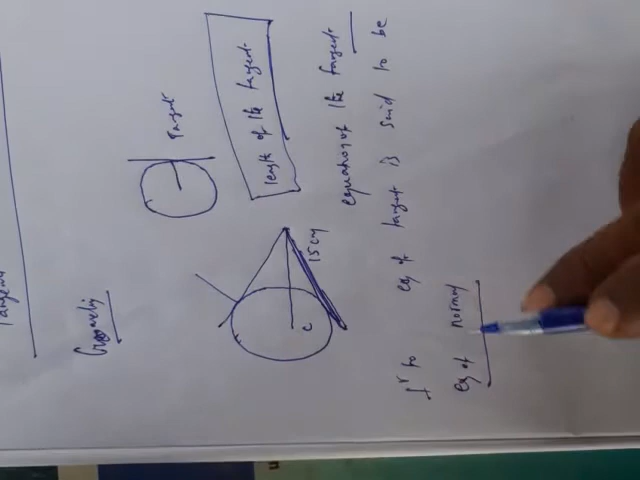 Tangent
Geometry
Tangent
length of the tangent
15 cm
C
equation of the tangent
⊥r to eq of tangent is said to be
eq of normal